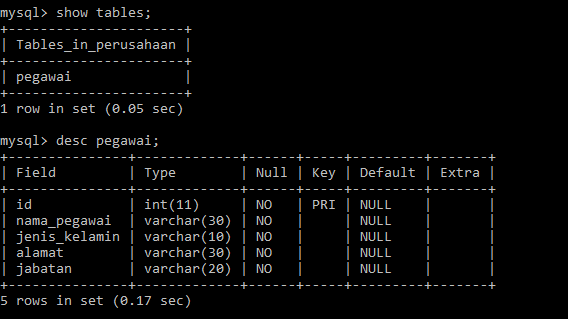 mysql> show tables;
+----------------------+
| Tables_in_perusahaan |
+----------------------+
| pegawai              |
+----------------------+
1 row in set (0.05 sec)

mysql> desc pegawai;
+---------------+-------------+------+-----+---------+-------+
| Field         | Type        | Null | Key | Default | Extra |
+---------------+-------------+------+-----+---------+-------+
| id            | int(11)     | NO   | PRI | NULL    |       |
| nama_pegawai  | varchar(30) | NO   |     | NULL    |       |
| jenis_kelamin | varchar(10) | NO   |     | NULL    |       |
| alamat        | varchar(30) | NO   |     | NULL    |       |
| jabatan       | varchar(20) | NO   |     | NULL    |       |
+---------------+-------------+------+-----+---------+-------+
5 rows in set (0.17 sec)